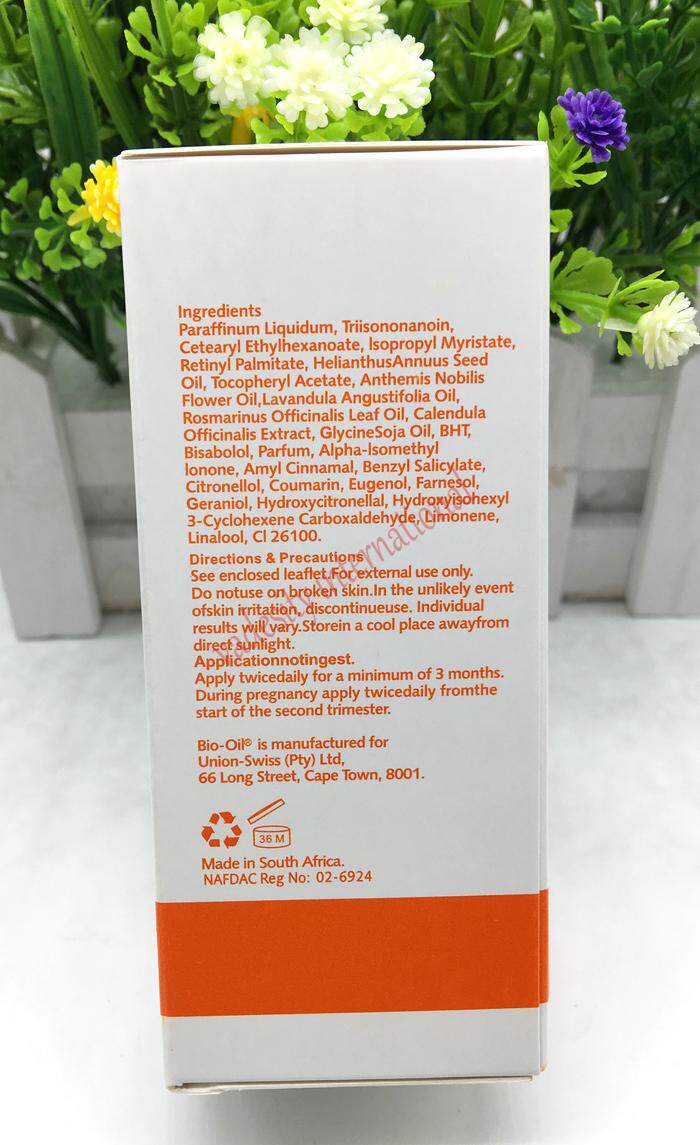 Ingredients
Paraffinum Liquidum, Triisononanoin,
Cetearyl Ethylhexanoate, Isopropyl Myristate,
Retinyl Palmitate, HelianthusAnnuus Seed
Oil, Tocopheryl Acetate, Anthemis Nobilis
Flower Oil,Lavandula Angustifolia Oil,
Rosmarinus Officinalis Leaf Oil, Calendula
Officinalis Extract, GlycineSoja Oil, BHT,
Bisabolol, Parfum, Alpha-Isomethyl
Ionone, Amyl Cinnamal, Benzyl Salicylate,
Citronellol, Coumarin, Eugenol, Farnesol,
Geraniol, Hydroxycitronellal, Hydroxyisohexyl
3-Cyclohexene Carboxaldehyde, Limonene,
Linalool, Cl 26100.
Directions & Precautions
See enclosed leaflet.For external use only.
Do notuse on broken skin.In the unlikely event
ofskin irritation, discontinueuse. Individual
results will vary.Storein a cool place awayfrom
direct sunlight.
Applicationnotingest.
Apply twicedaily for a minimum of 3 months.
During pregnancy apply twicedaily fromthe
start of the second trimester.
Bio-Oil® is manufactured for
Union-Swiss (Pty) Ltd,
66 Long Street, Cape Town, 8001.
36 M
Made in South Africa.
NAFDAC Reg No: 02-6924
International